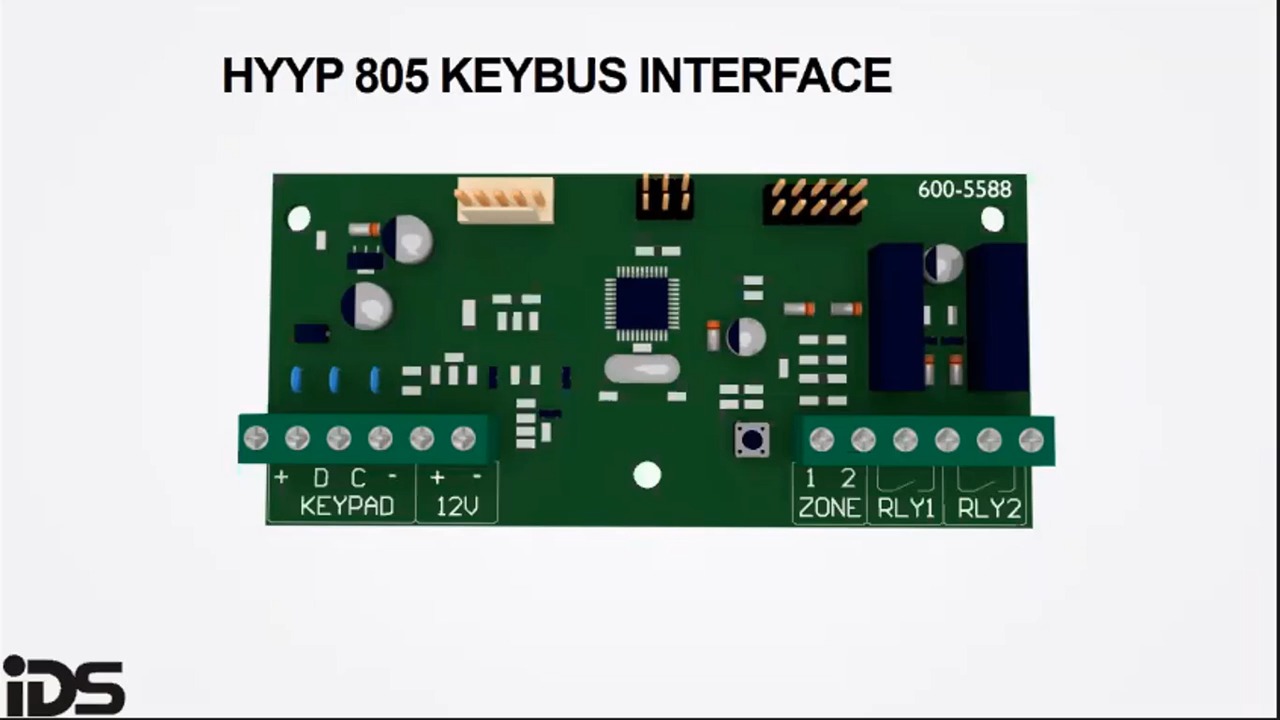 HYYP 805 KEYBUS INTERFACE
600-5588
+ D C - + - 1 2
KEYPAD 12V ZONE RLY1 RLY2
iDS